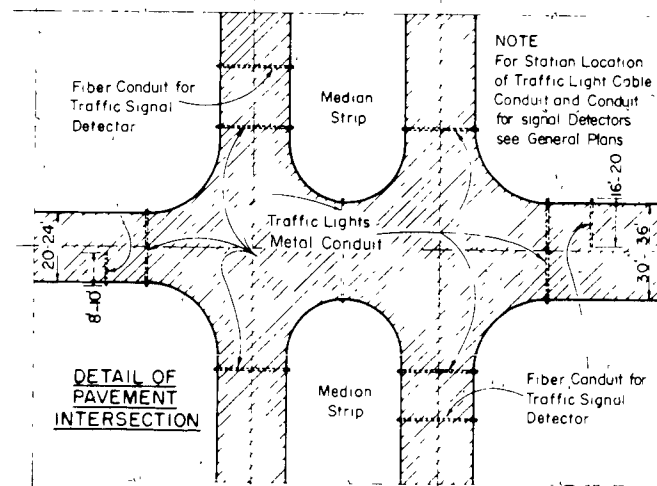 NOTE
For Station Location
of Traffic Light Cable
Conduit and Conduit
for signal Detectors
see General Plans
Fiber Conduit for
Traffic Signal
Detector
Median
Strip
16'-20'
Traffic Lights
Metal Conduit
20'-24'
8'-10'
30' 36'
DETAIL OF
PAVEMENT
INTERSECTION
Median
Strip
Fiber Conduit for
Traffic Signal
Detector